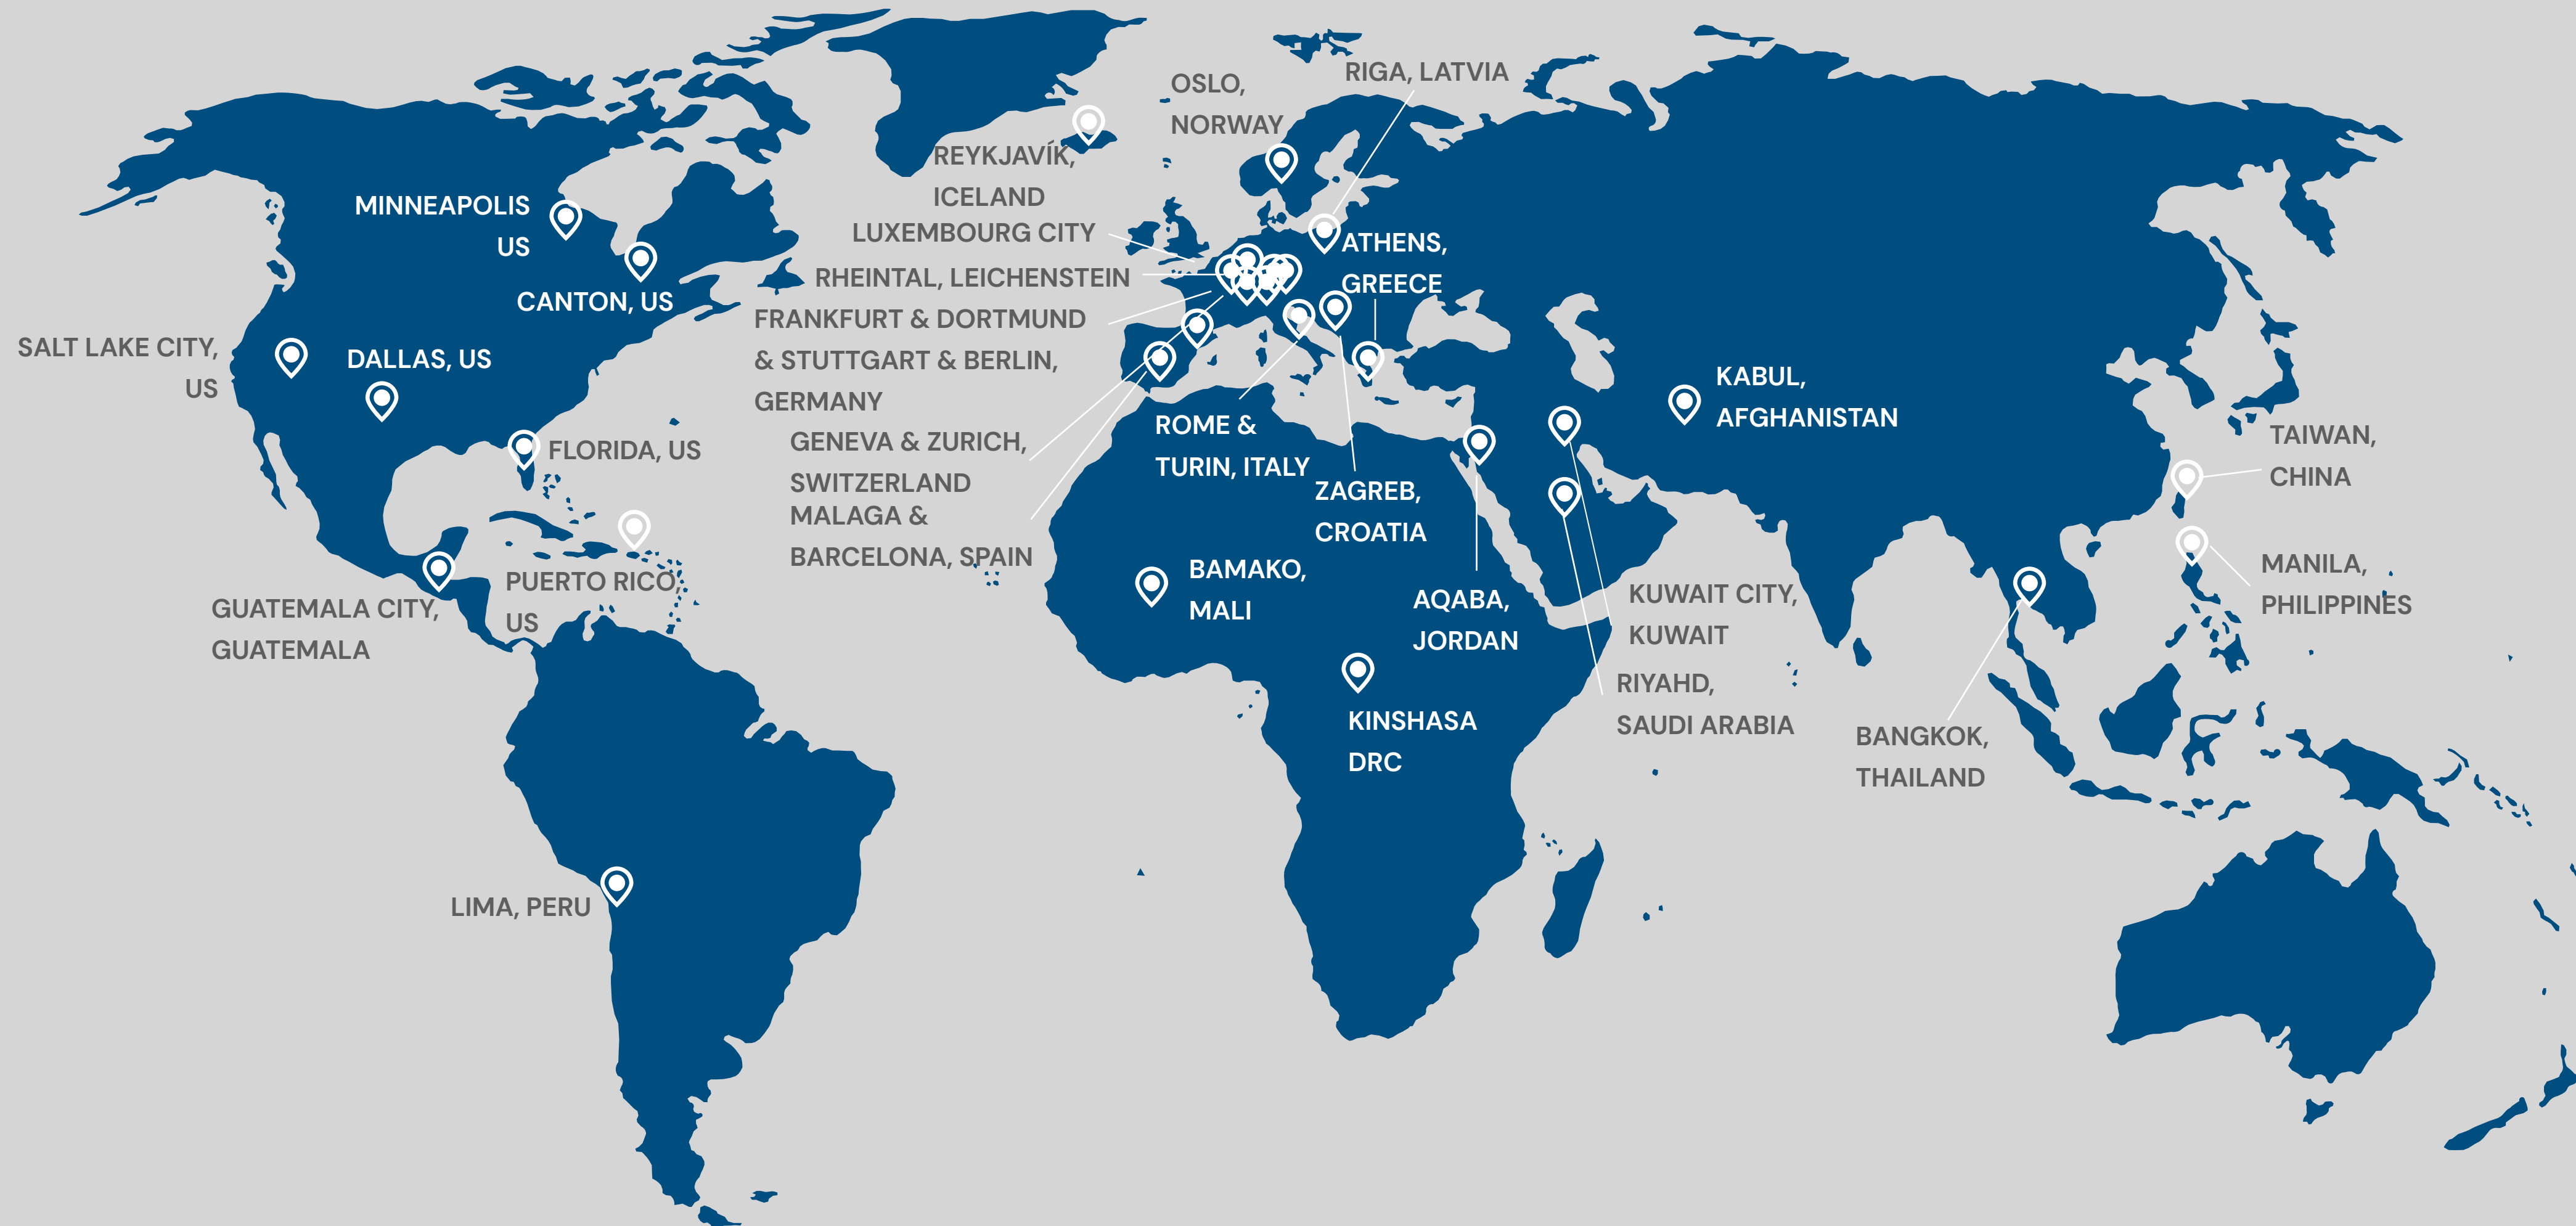 MINNEAPOLIS
US
CANTON, US
SALT LAKE CITY,
US
DALLAS, US
FLORIDA, US
PUERTO RICO,
US
GUATEMALA CITY,
GUATEMALA
LIMA, PERU
REYKJAVÍK,
ICELAND
LUXEMBOURG CITY
RHEINTAL, LEICHENSTEIN
FRANKFURT & DORTMUND
& STUTTGART & BERLIN,
GERMANY
GENEVA & ZURICH,
SWITZERLAND
MALAGA &
BARCELONA, SPAIN
OSLO,
NORWAY
RIGA, LATVIA
ATHENS,
GREECE
ROME &
TURIN, ITALY
ZAGREB,
CROATIA
BAMAKO,
MALI
KINSHASA
DRC
AQABA,
JORDAN
KUWAIT CITY,
KUWAIT
RIYAHD,
SAUDI ARABIA
KABUL,
AFGHANISTAN
TAIWAN,
CHINA
MANILA,
PHILIPPINES
BANGKOK,
THAILAND